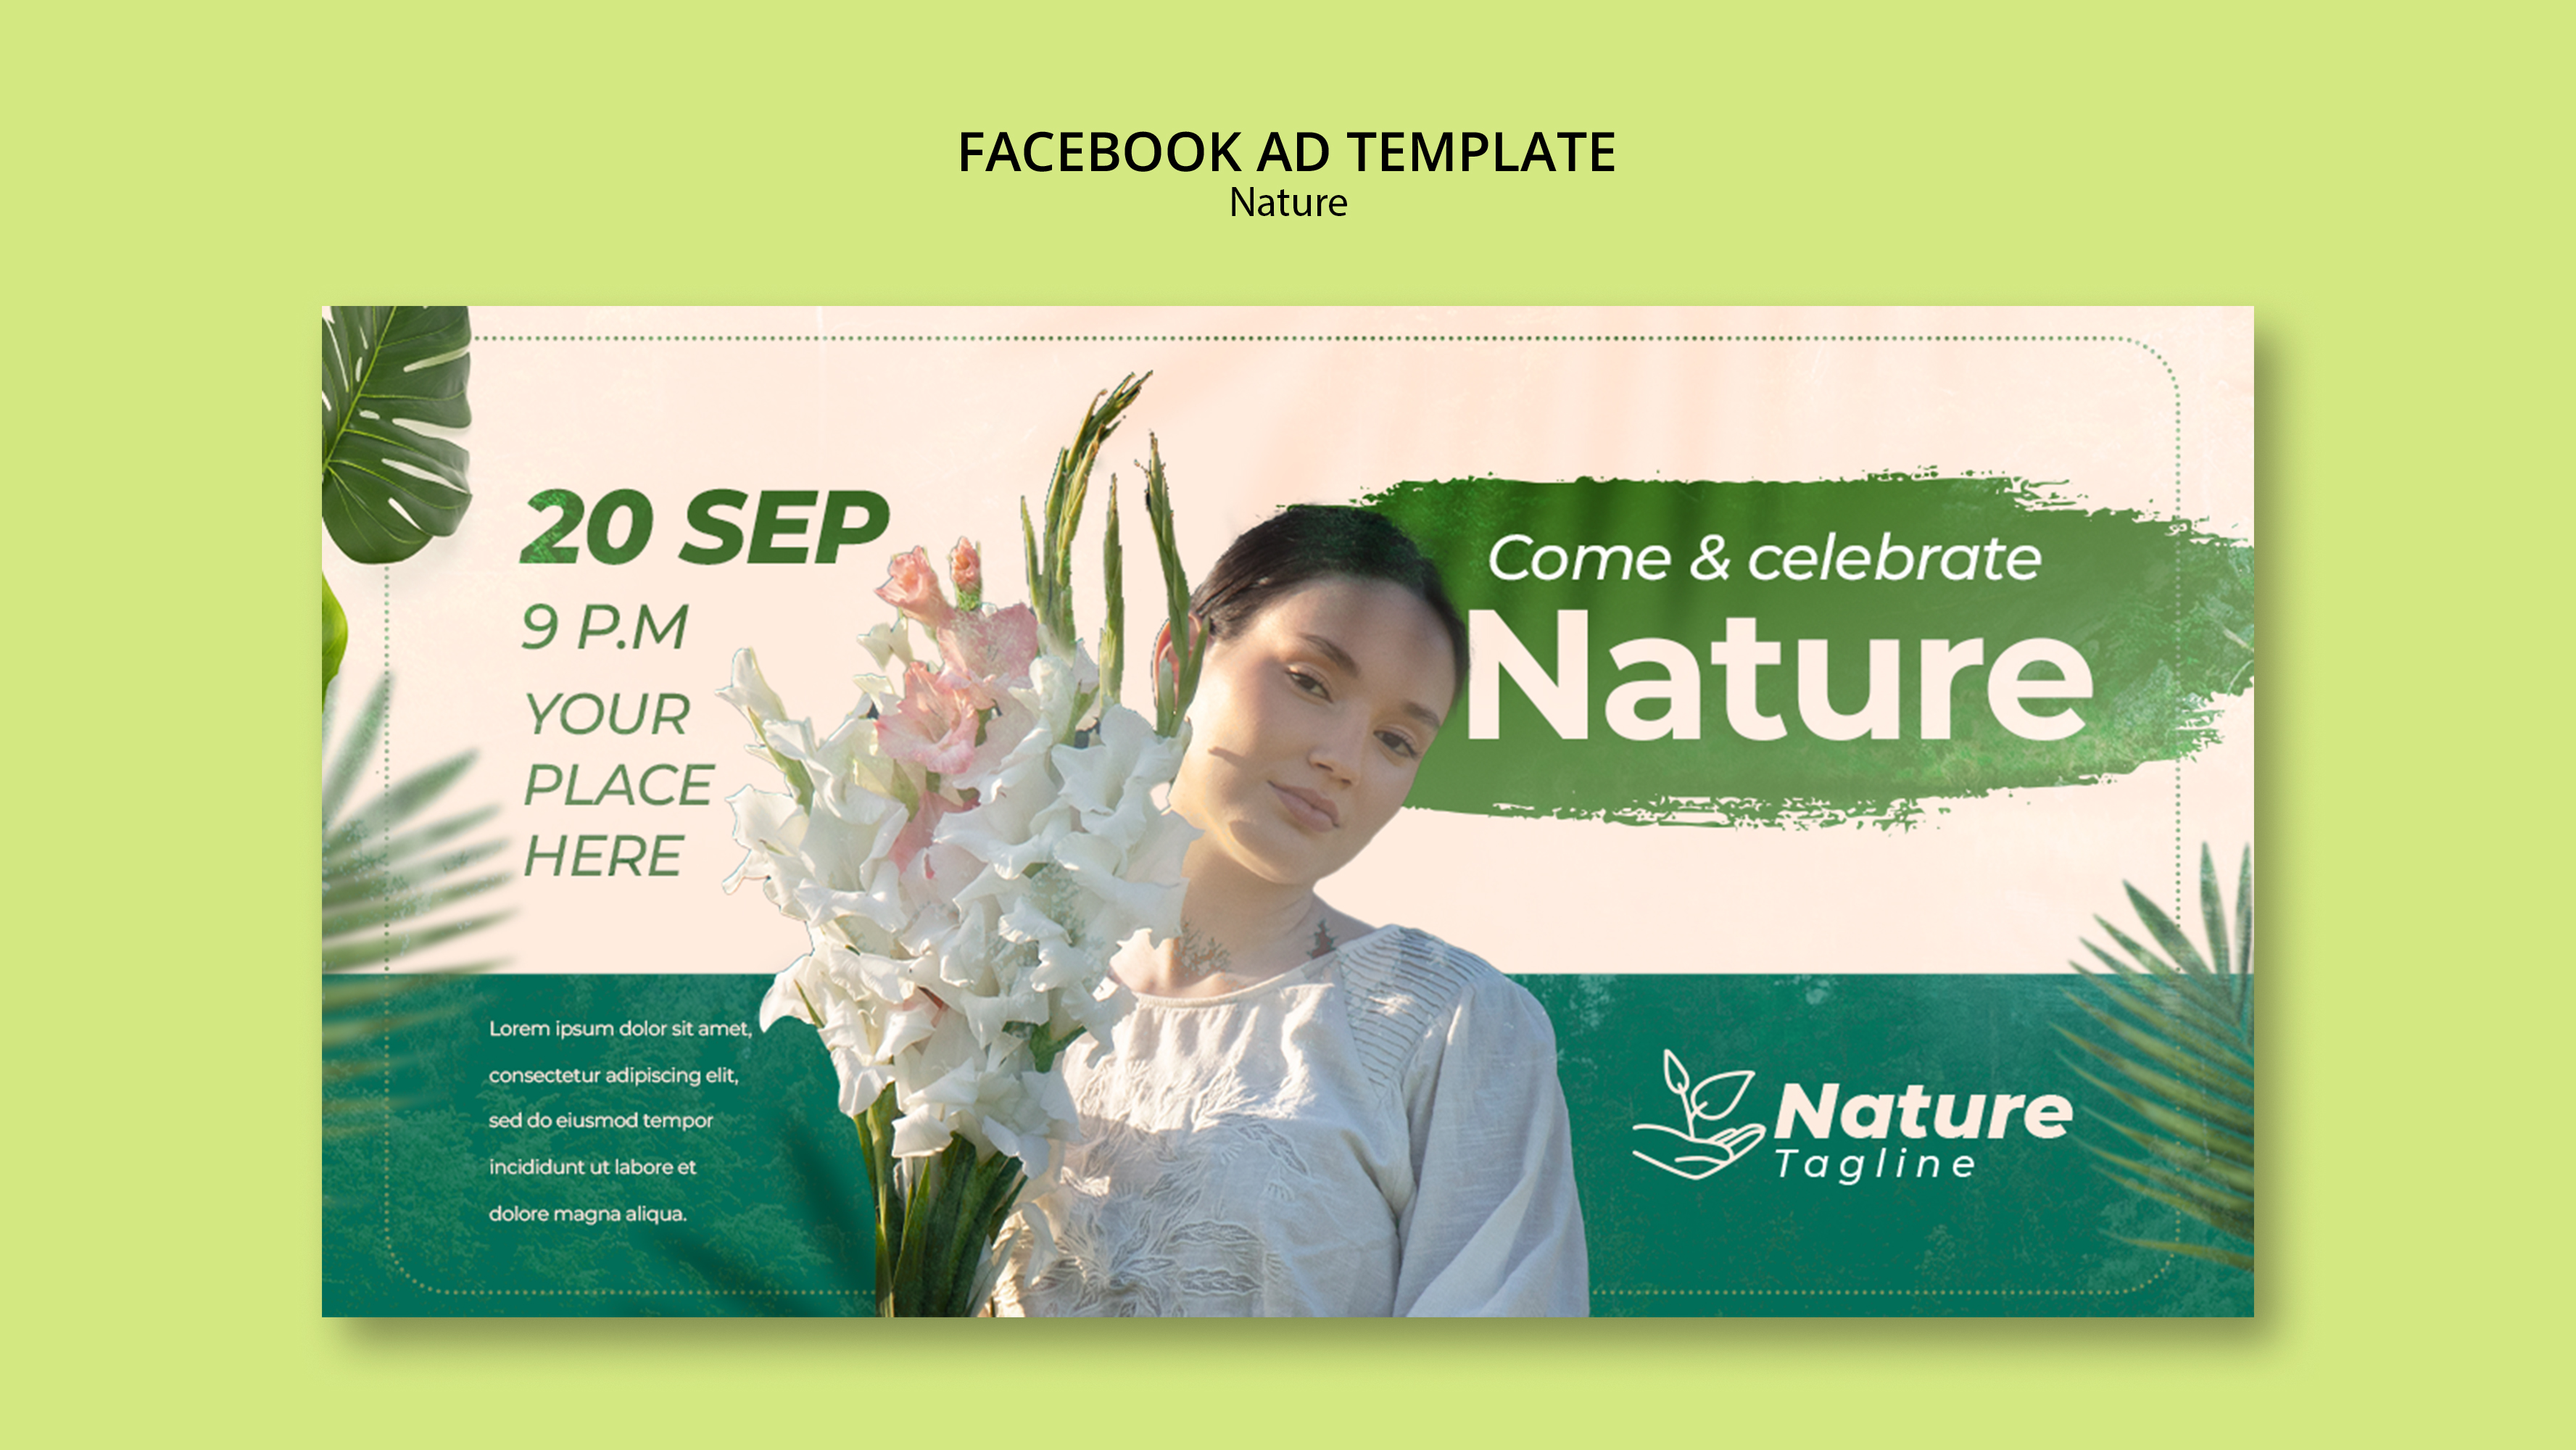 FACEBOOK AD TEMPLATE
Nature
20 SEP
9 P.M
YOUR
PLACE
HERE
Come & celebrate
Nature
Lorem ipsum dolor sit amet,
consectetur adipiscing elit,
sed do eiusmod tempor
incididunt ut labore et
dolore magna aliqua.
Nature
Tagline